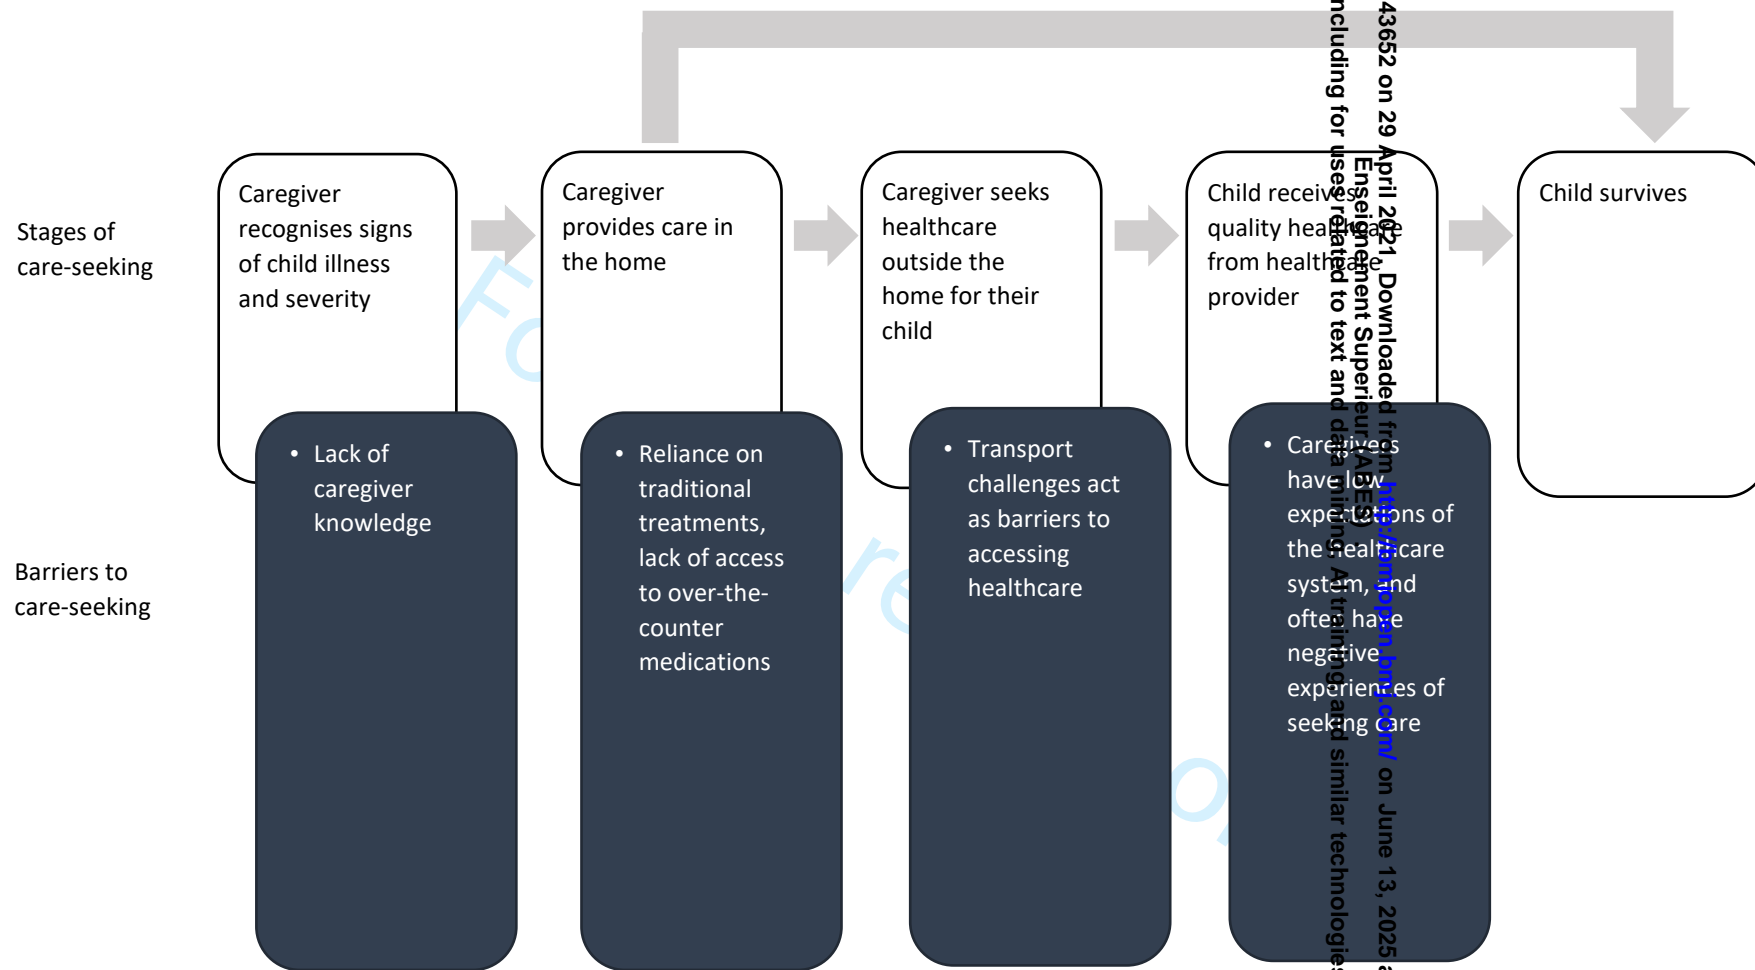 Stages of
care-seeking
Caregiver
recognises signs
of child illness
and severity
Caregiver
provides care in
the home
Caregiver seeks
healthcare
outside the
home for their
child
Child receives
quality healthcare
from healthcare
provider
Child survives
Barriers to
care-seeking
• Lack of
caregiver
knowledge
• Reliance on
traditional
treatments,
lack of access
to over-the-
counter
medications
• Transport
challenges act
as barriers to
accessing
healthcare
• Caregivers
have low
expectations of
the healthcare
system, and
often have
negative
experiences of
seeking care
43652 on 29 April 2021. Downloaded from http://bmjopen.bmj.com/ on June 13, 2025
Enseignement Superieur (ABES) .
including for uses related to text and data mining, AI training, and similar technologies